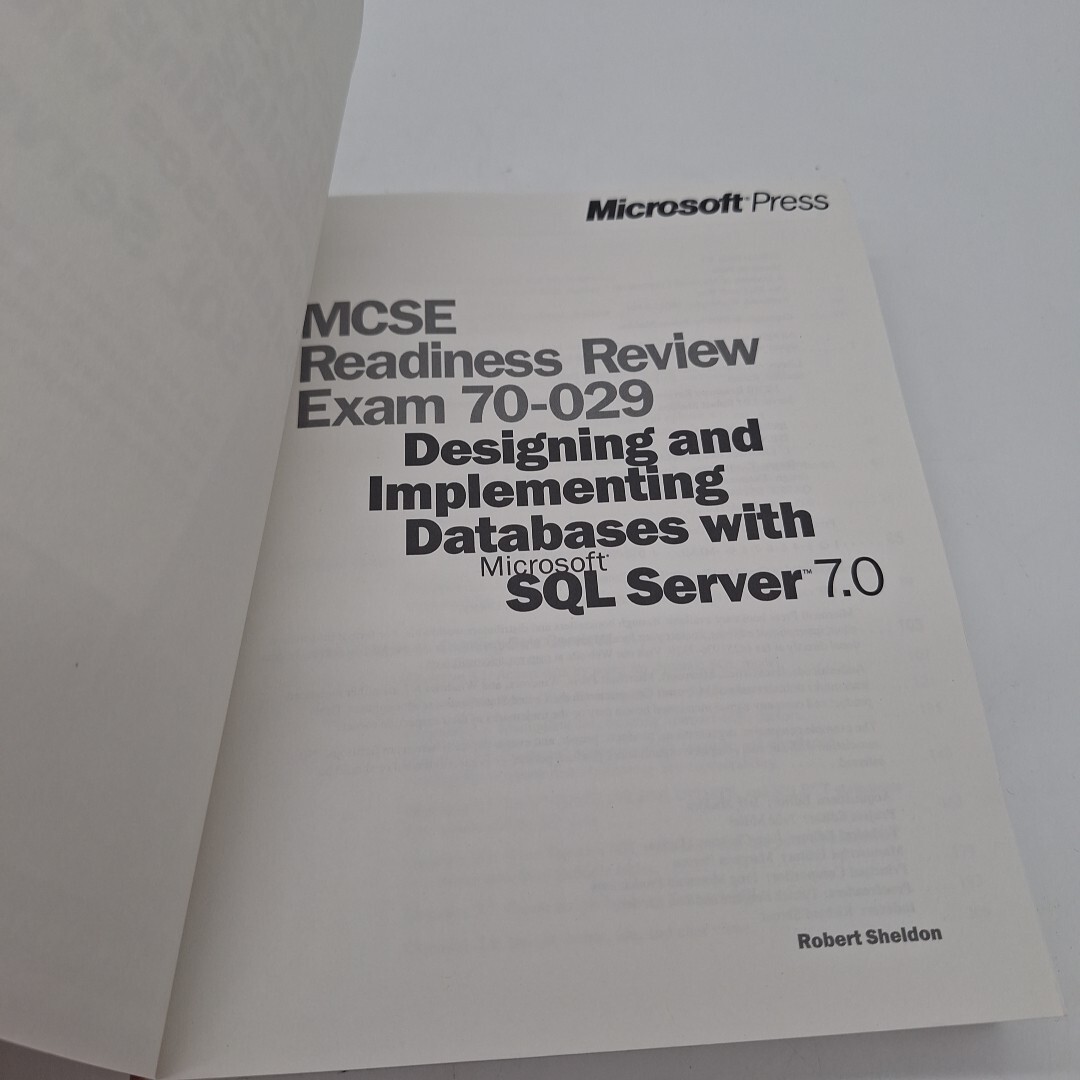 Microsoft® Press
MCSE
Readiness Review
Exam 70-029
Designing and
Implementing
Databases with
Microsoft®
SQL Server™ 7.0
Robert Sheldon